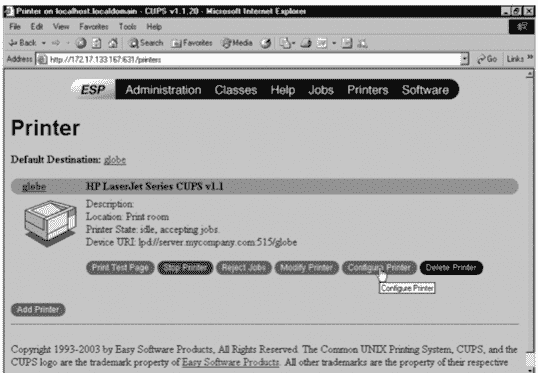 Printer on localhost.localdomain - CUPS v1.1.20 - Microsoft Internet Explorer
File Edit View Favorites Tools Help
Back Search Favorites Media
Address http://172.17.133.167:631/printers Go Links »
ESP Administration Classes Help Jobs Printers Software
Printer
Default Destination: globe
globe HP LaserJet Series CUPS v1.1
Description:
Location: Print room
Printer State: idle, accepting jobs.
Device URI: lpd://server.mycompany.com:515/globe
Print Test Page Stop Printer Reject Jobs Modify Printer Configure Printer Delete Printer
Configure Printer
Add Printer
Copyright 1993-2003 by Easy Software Products, All Rights Reserved. The Common UNIX Printing System, CUPS, and the
CUPS logo are the trademark property of Easy Software Products. All other trademarks are the property of their respective